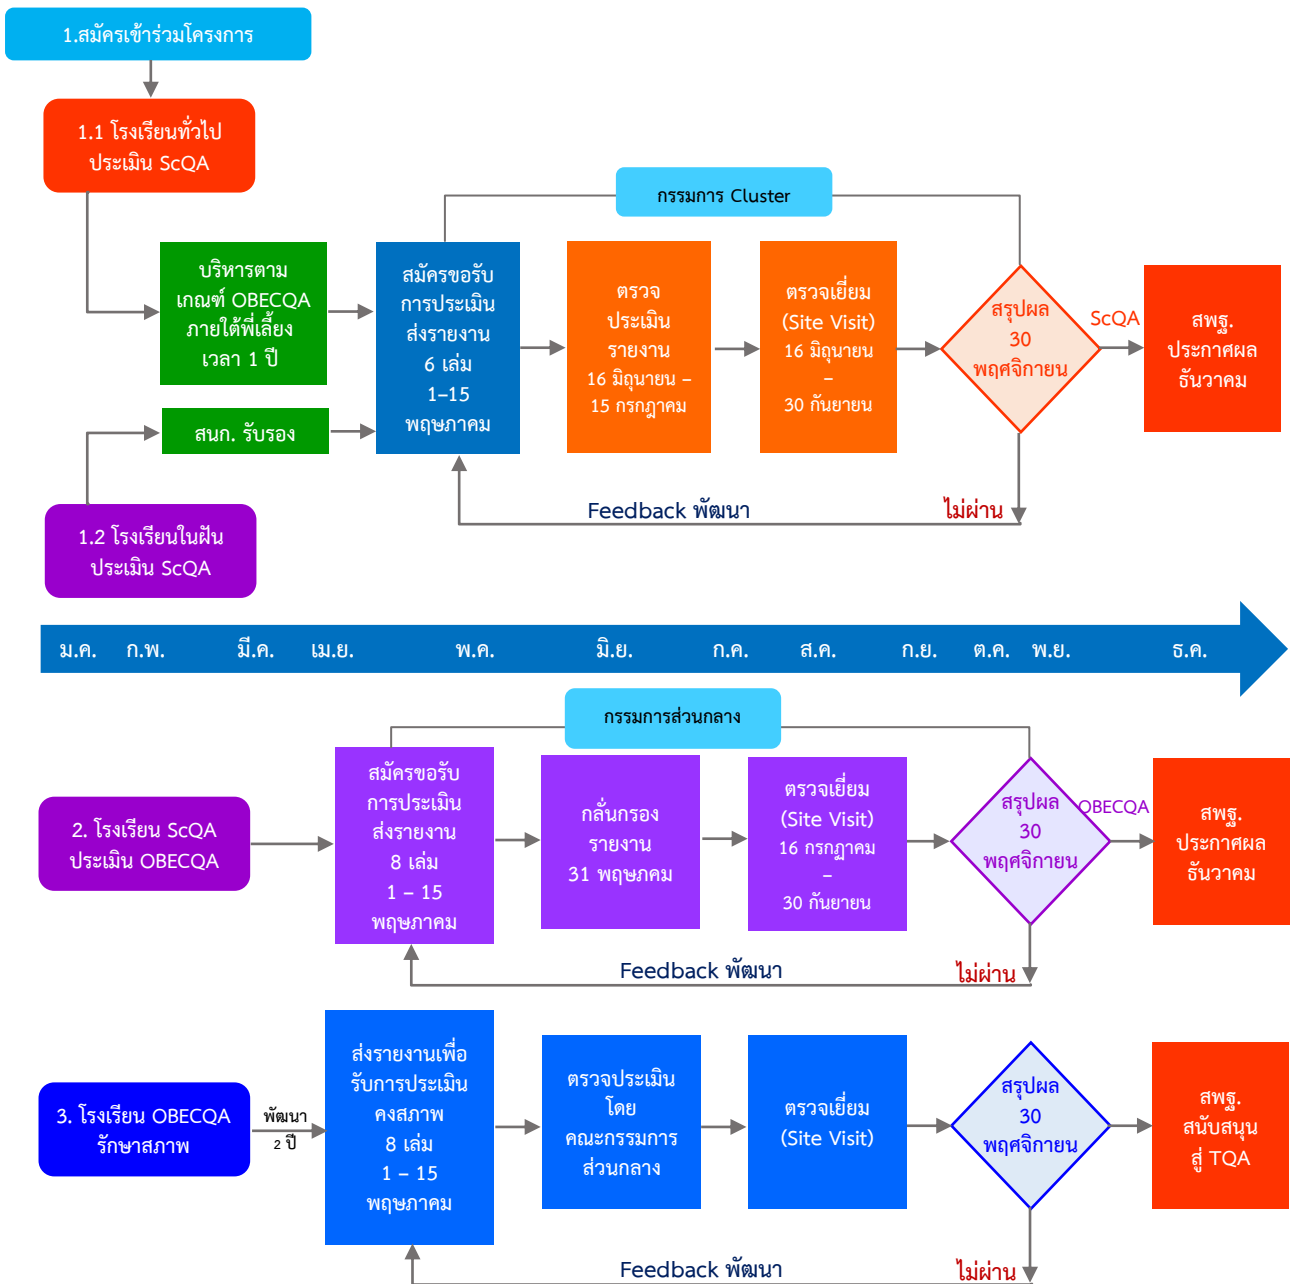 1.สมัครเข้าร่วมโครงการ
1.1 โรงเรียนทั่วไป
ประเมิน ScQA
กรรมการ Cluster
บริหารตาม
เกณฑ์ OBECQA
ภายใต้พี่เลี้ยง
เวลา 1 ปี
สมัครขอรับ
การประเมิน
ส่งรายงาน
6 เล่ม
1–15
พฤษภาคม
ตรวจ
ประเมิน
รายงาน
16 มิถุนายน –
15 กรกฎาคม
ตรวจเยี่ยม
(Site Visit)
16 มิถุนายน
–
30 กันยายน
สรุปผล
30
พฤศจิกายน
ScQA
สพฐ.
ประกาศผล
ธันวาคม
สนก. รับรอง
Feedback พัฒนา
ไม่ผ่าน
1.2 โรงเรียนในฝัน
ประเมิน ScQA
ม.ค. ก.พ. มี.ค. เม.ย. พ.ค. มิ.ย. ก.ค. ส.ค. ก.ย. ต.ค. พ.ย. ธ.ค.
กรรมการส่วนกลาง
2. โรงเรียน ScQA
ประเมิน OBECQA
สมัครขอรับ
การประเมิน
ส่งรายงาน
8 เล่ม
1 – 15
พฤษภาคม
กลั่นกรอง
รายงาน
31 พฤษภคม
ตรวจเยี่ยม
(Site Visit)
16 กรกฎาคม
–
30 กันยายน
สรุปผล
30
พฤศจิกายน
OBECQA
สพฐ.
ประกาศผล
ธันวาคม
Feedback พัฒนา
ไม่ผ่าน
3. โรงเรียน OBECQA
รักษาสภาพ
พัฒนา
2 ปี
ส่งรายงานเพื่อ
รับการประเมิน
คงสภาพ
8 เล่ม
1 – 15
พฤษภาคม
ตรวจประเมิน
โดย
คณะกรรมการ
ส่วนกลาง
ตรวจเยี่ยม
(Site Visit)
สรุปผล
30
พฤศจิกายน
สพฐ.
สนับสนุน
สู่ TQA
Feedback พัฒนา
ไม่ผ่าน